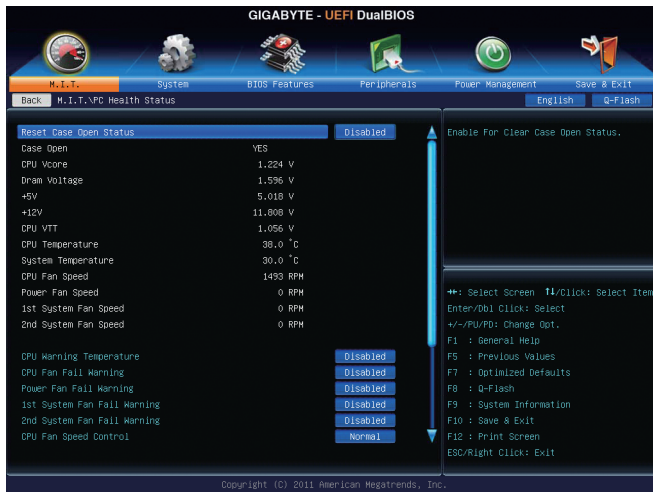 GIGABYTE - UEFI DualBIOS
M.I.T. System BIOS Features Peripherals Power Management Save & Exit
Back M.I.T.\PC Health Status English Q-Flash
Reset Case Open Status Disabled
Case Open YES
CPU Vcore 1.224 V
Dram Voltage 1.596 V
+5V 5.018 V
+12V 11.808 V
CPU VTT 1.056 V
CPU Temperature 38.0 °C
System Temperature 30.0 °C
CPU Fan Speed 1493 RPM
Power Fan Speed 0 RPM
1st System Fan Speed 0 RPM
2nd System Fan Speed 0 RPM
CPU Warning Temperature Disabled
CPU Fan Fail Warning Disabled
Power Fan Fail Warning Disabled
1st System Fan Fail Warning Disabled
2nd System Fan Fail Warning Disabled
CPU Fan Speed Control Normal
Enable For Clear Case Open Status.
→←: Select Screen ↑↓/Click: Select Item
Enter/Dbl Click: Select
+/-/PU/PD: Change Opt.
F1 : General Help
F5 : Previous Values
F7 : Optimized Defaults
F8 : Q-Flash
F9 : System Information
F10 : Save & Exit
F12 : Print Screen
ESC/Right Click: Exit
Copyright (C) 2011 American Megatrends, Inc.